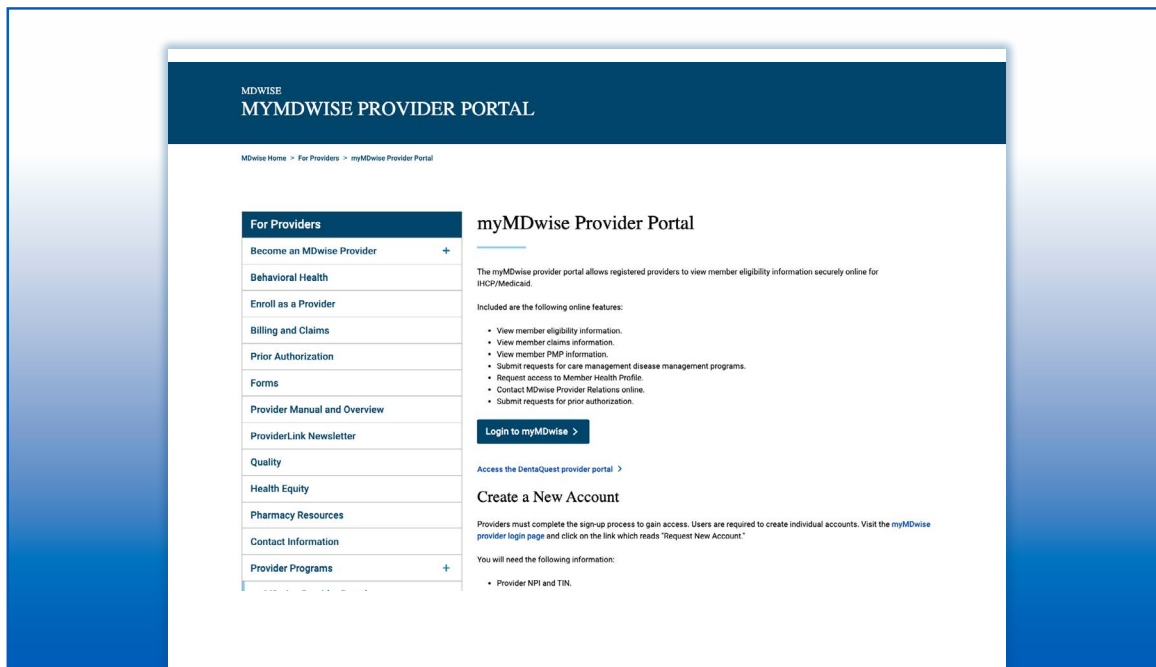 MDWISE
MYMDWISE PROVIDER PORTAL
MDwise Home > For Providers > myMDwise Provider Portal
For Providers
Become an MDwise Provider +
Behavioral Health
Enroll as a Provider
Billing and Claims
Prior Authorization
Forms
Provider Manual and Overview
ProviderLink Newsletter
Quality
Health Equity
Pharmacy Resources
Contact Information
Provider Programs +
myMDwise Provider Portal
The myMDwise provider portal allows registered providers to view member eligibility information securely online for
IHCP/Medicaid.
Included are the following online features:
• View member eligibility information.
• View member claims information.
• View member PMP information.
• Submit requests for care management disease management programs.
• Request access to Member Health Profile.
• Contact MDwise Provider Relations online.
• Submit requests for prior authorization.
Login to myMDwise >
Access the DentaQuest provider portal >
Create a New Account
Providers must complete the sign-up process to gain access. Users are required to create individual accounts. Visit the myMDwise
provider login page and click on the link which reads "Request New Account."
You will need the following information:
• Provider NPI and TIN.